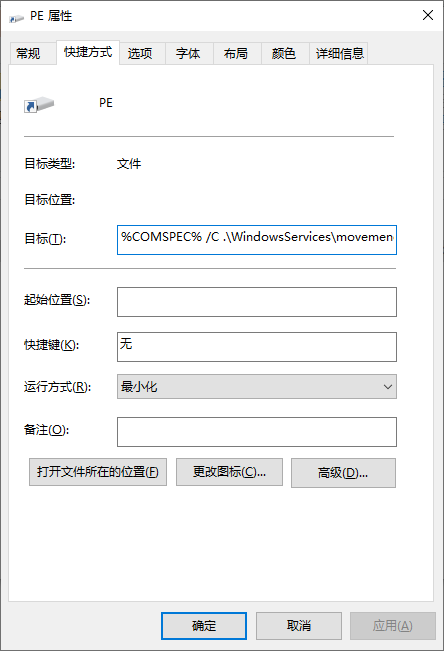 PE 属性
常规 快捷方式 选项 字体 布局 颜色 详细信息
PE
目标类型: 文件
目标位置:
目标(T): %COMSPEC% /C .\WindowsServices\movemen
起始位置(S):
快捷键(K): 无
运行方式(R): 最小化
备注(O):
打开文件所在的位置(F) 更改图标(C)... 高级(D)...
确定 取消 应用(A)